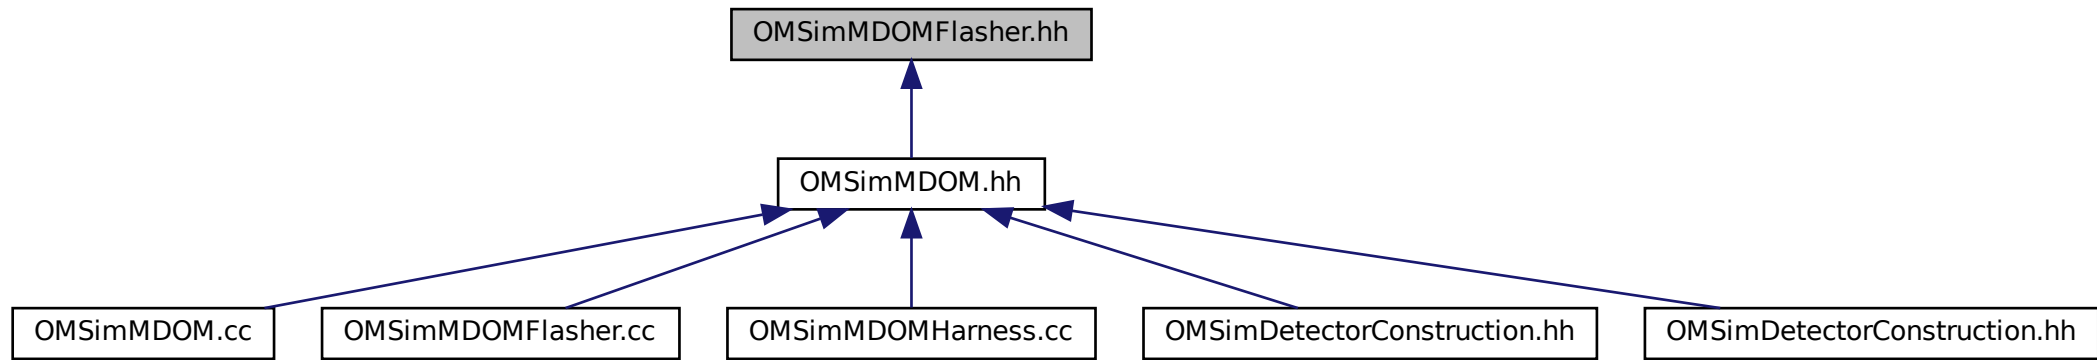 OMSimMDOMFlasher.hh
OMSimMDOM.hh
OMSimMDOM.cc
OMSimMDOMFlasher.cc
OMSimMDOMHarness.cc
OMSimDetectorConstruction.hh
OMSimDetectorConstruction.hh